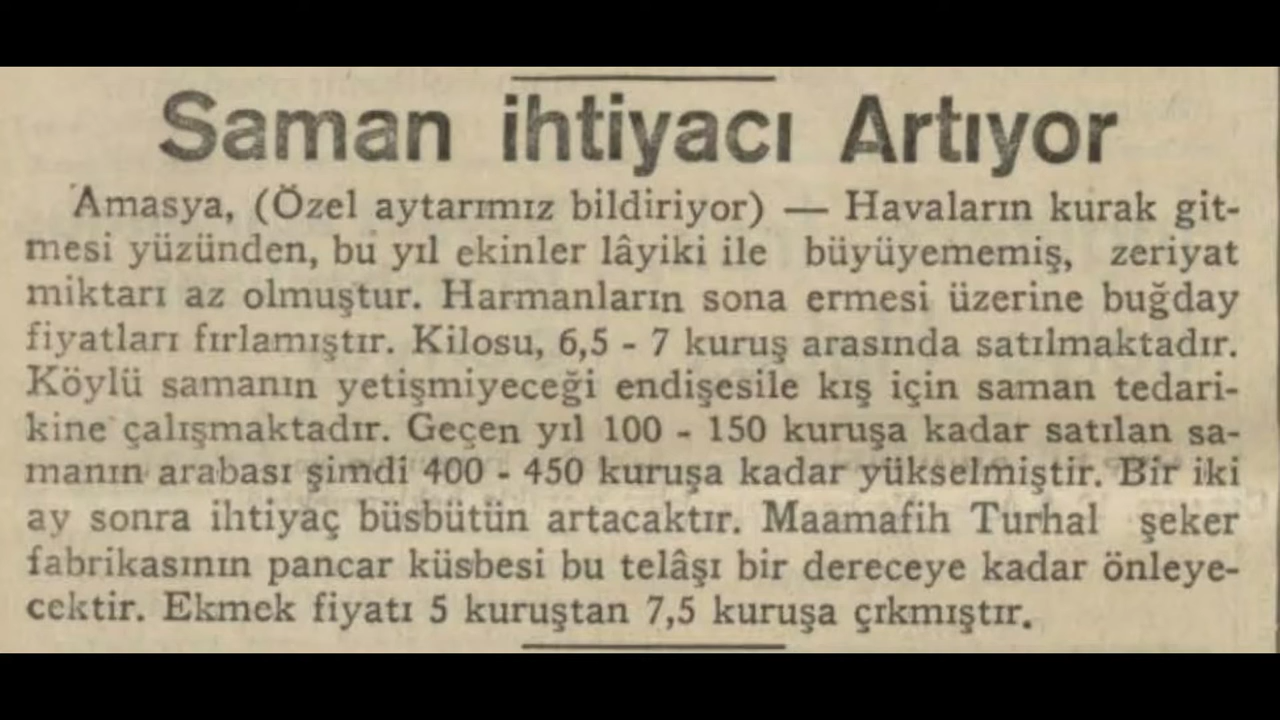 Saman ihtiyacı Artıyor
Amasya, (Özel aytarımız bildiriyor) — Havaların kurak git-
mesi yüzünden, bu yıl ekinler lâyiki ile büyüyememiş, zeriyat
miktarı az olmuştur. Harmanların sona ermesi üzerine buğday
fiyatları fırlamıştır. Kilosu, 6,5 - 7 kuruş arasında satılmaktadır.
Köylü samanın yetişmiyeceği endişesile kış için saman tedari-
kine çalışmaktadır. Geçen yıl 100 - 150 kuruşa kadar satılan sa-
manın arabası şimdi 400 - 450 kuruşa kadar yükselmiştir. Bir iki
ay sonra ihtiyaç büsbütün artacaktır. Maamafih Turhal şeker
fabrikasının pancar küsbesi bu telâşı bir dereceye kadar önleye-
cektir. Ekmek fiyatı 5 kuruştan 7,5 kuruşa çıkmıştır.